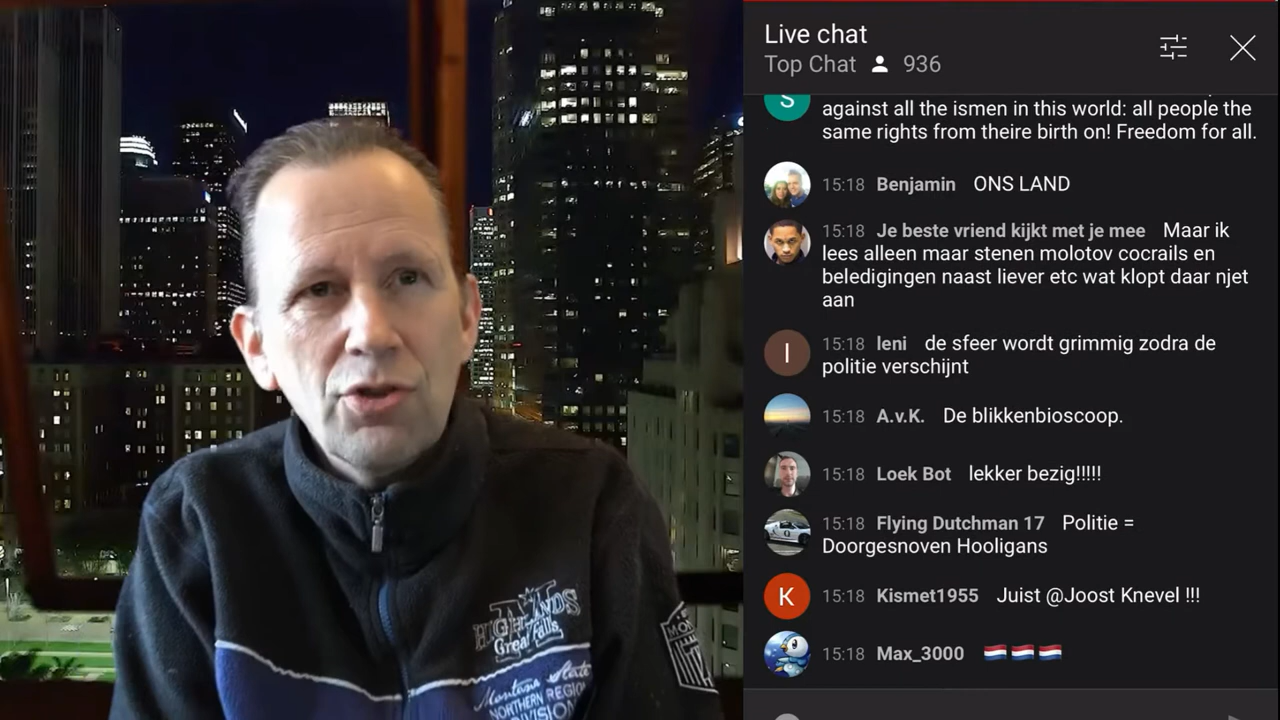 Live chat
Top Chat 936
S
against all the ismen in this world: all people the
same rights from theire birth on! Freedom for all.
15:18 Benjamin ONS LAND
15:18 Je beste vriend kijkt met je mee Maar ik
lees alleen maar stenen molotov cocrails en
beledigingen naast liever etc wat klopt daar njet
aan
I
15:18 Ieni de sfeer wordt grimmig zodra de
politie verschijnt
15:18 A.v.K. De blikkenbioscoop.
15:18 Loek Bot lekker bezig!!!!!
15:18 Flying Dutchman 17 Politie =
Doorgesnoven Hooligans
K
15:18 Kismet1955 Juist @Joost Knevel !!!
15:18 Max_3000 🇳🇱🇳🇱🇳🇱
HIGHLANDS
Great Falls
Montana State
NORTHERN REGION
DIVISION
MON